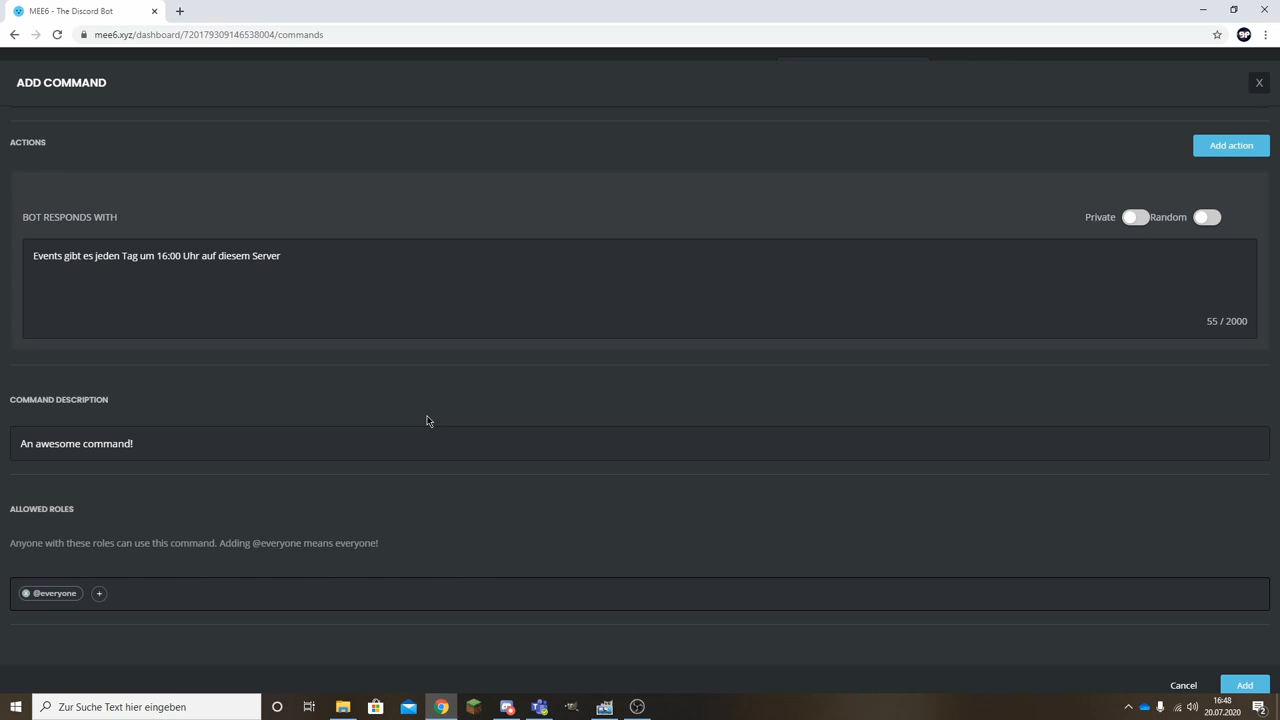 MEE6 - The Discord Bot
mee6.xyz/dashboard/720179309146538004/commands
ADD COMMAND
X
ACTIONS
Add action
BOT RESPONDS WITH
Private
Random
Events gibt es jeden Tag um 16:00 Uhr auf diesem Server
55 / 2000
COMMAND DESCRIPTION
An awesome command!
ALLOWED ROLES
Anyone with these roles can use this command. Adding @everyone means everyone!
@everyone
+
Cancel
Add
Zur Suche Text hier eingeben
16:48
20.07.2020
2